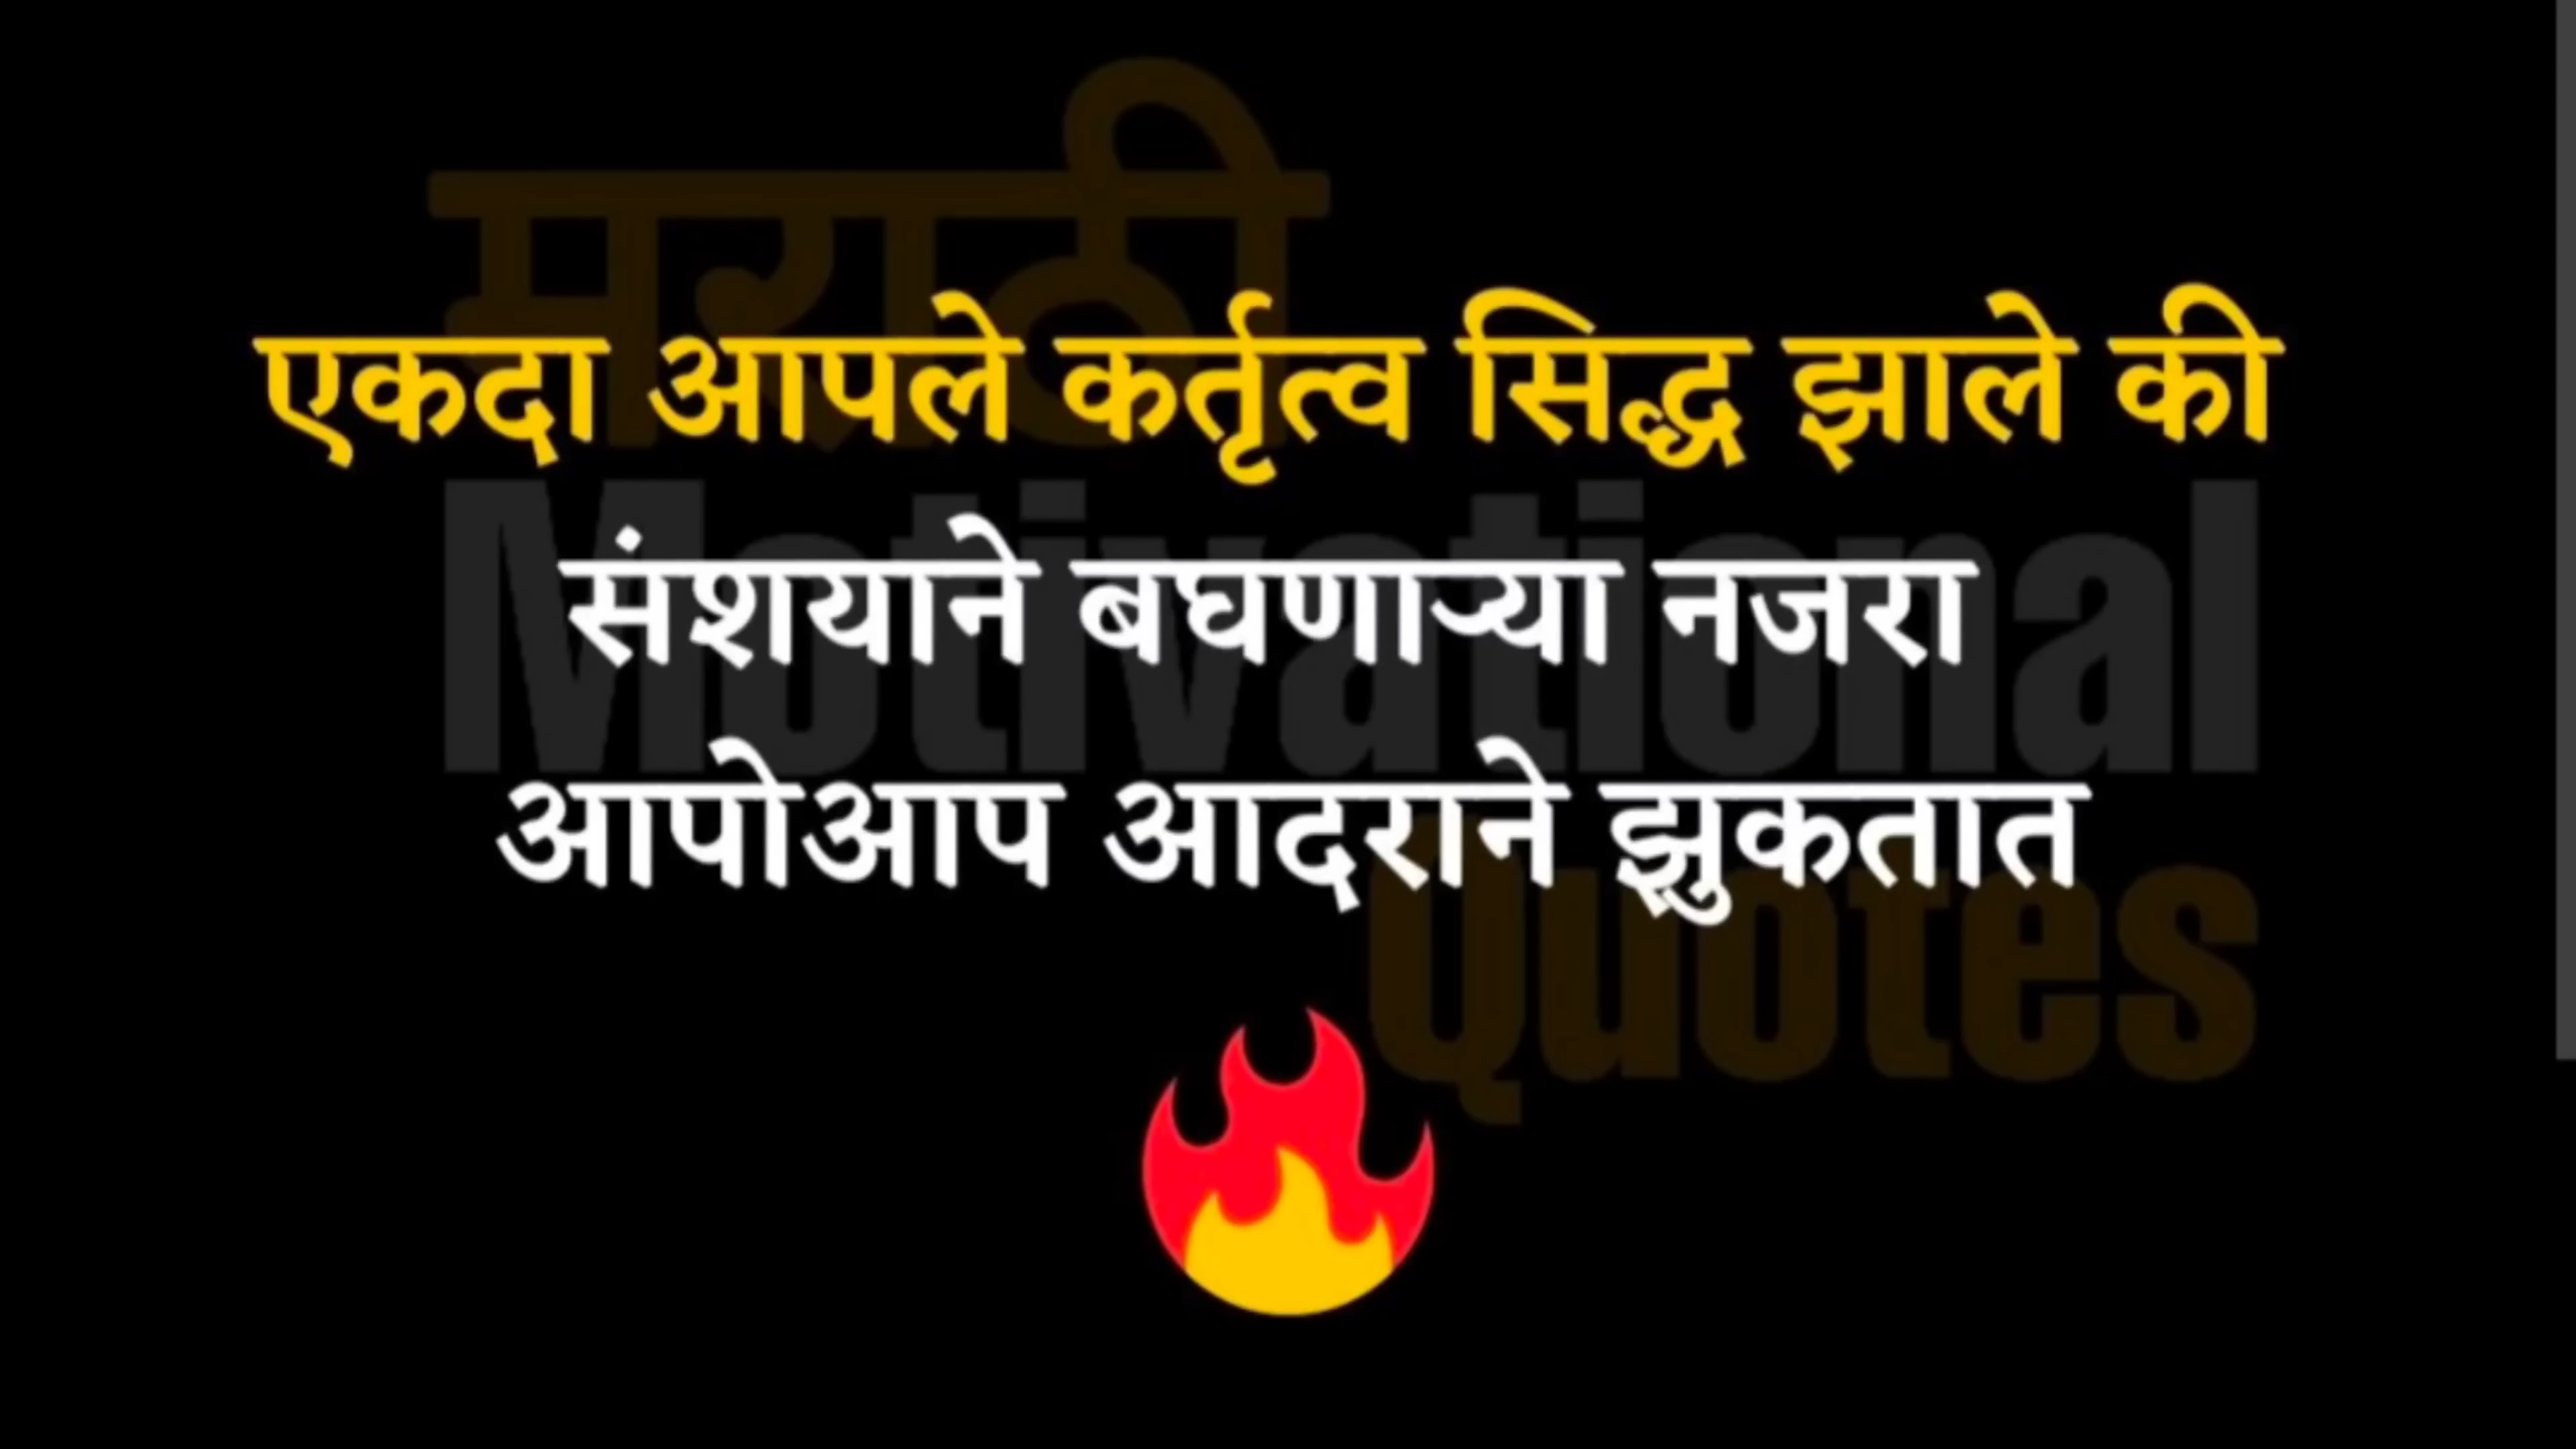 मराठी
एकदा आपले कर्तृत्व सिद्ध झाले की
Motivational
संशयाने बघणाऱ्या नजरा
आपोआप आदराने झुकतात
Quotes